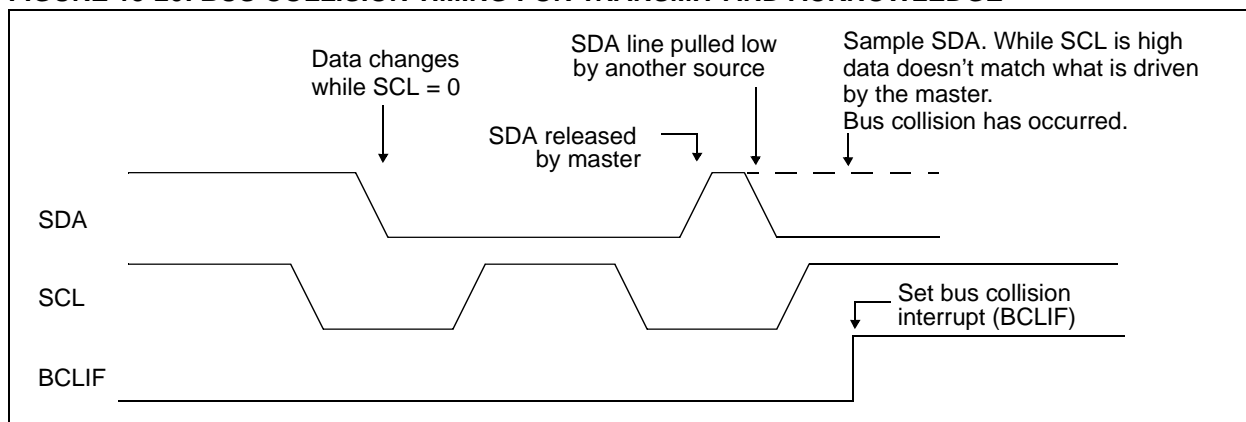 Data changes
while SCL = 0
SDA line pulled low
by another source
Sample SDA. While SCL is high
data doesn't match what is driven
by the master.
Bus collision has occurred.
SDA released
by master
SDA
SCL
Set bus collision
interrupt (BCLIF)
BCLIF